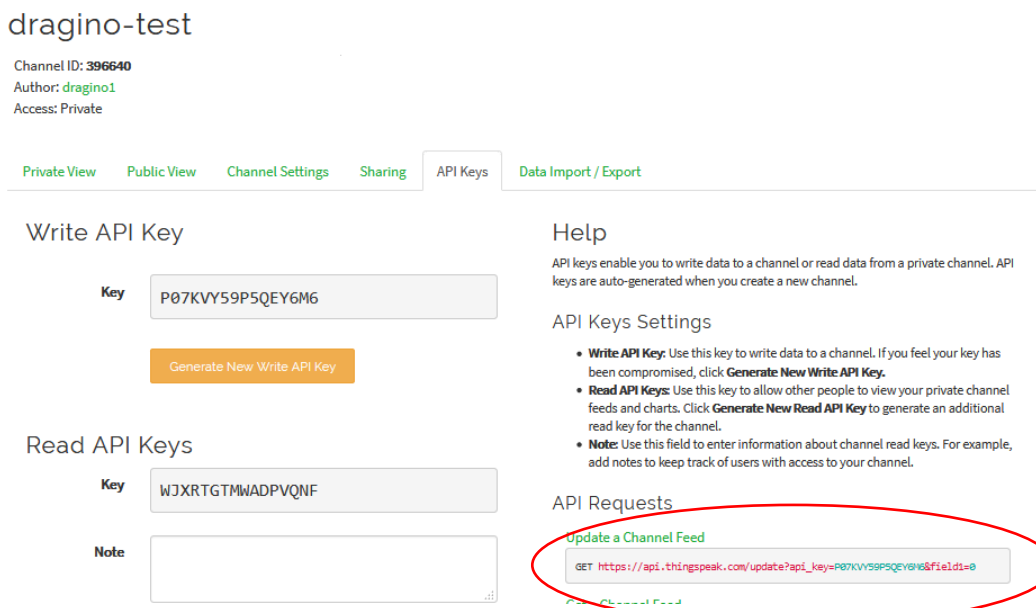 dragino-test
Channel ID: 396640
Author: dragino1
Access: Private
Private View Public View Channel Settings Sharing API Keys Data Import / Export
Write API Key
Key P07KVY59P5QEY6M6
Generate New Write API Key
Read API Keys
Key WJXRTGTMWADPVQNF
Note
Help
API keys enable you to write data to a channel or read data from a private channel. API
keys are auto-generated when you create a new channel.
API Keys Settings
• Write API Key: Use this key to write data to a channel. If you feel your key has
been compromised, click Generate New Write API Key.
• Read API Keys: Use this key to allow other people to view your private channel
feeds and charts. Click Generate New Read API Key to generate an additional
read key for the channel.
• Note: Use this field to enter information about channel read keys. For example,
add notes to keep track of users with access to your channel.
API Requests
Update a Channel Feed
GET https://api.thingspeak.com/update?api_key=P07KVY59P5QEY6M6&field1=0
Channel Feed